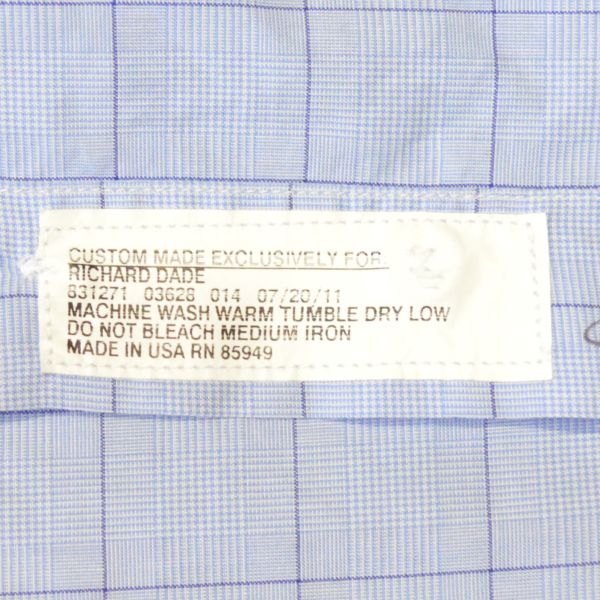 CUSTOM MADE EXCLUSIVELY FOR:
RICHARD DADE
831271 03628 014 07/20/11
MACHINE WASH WARM TUMBLE DRY LOW
DO NOT BLEACH MEDIUM IRON
MADE IN USA RN 85949